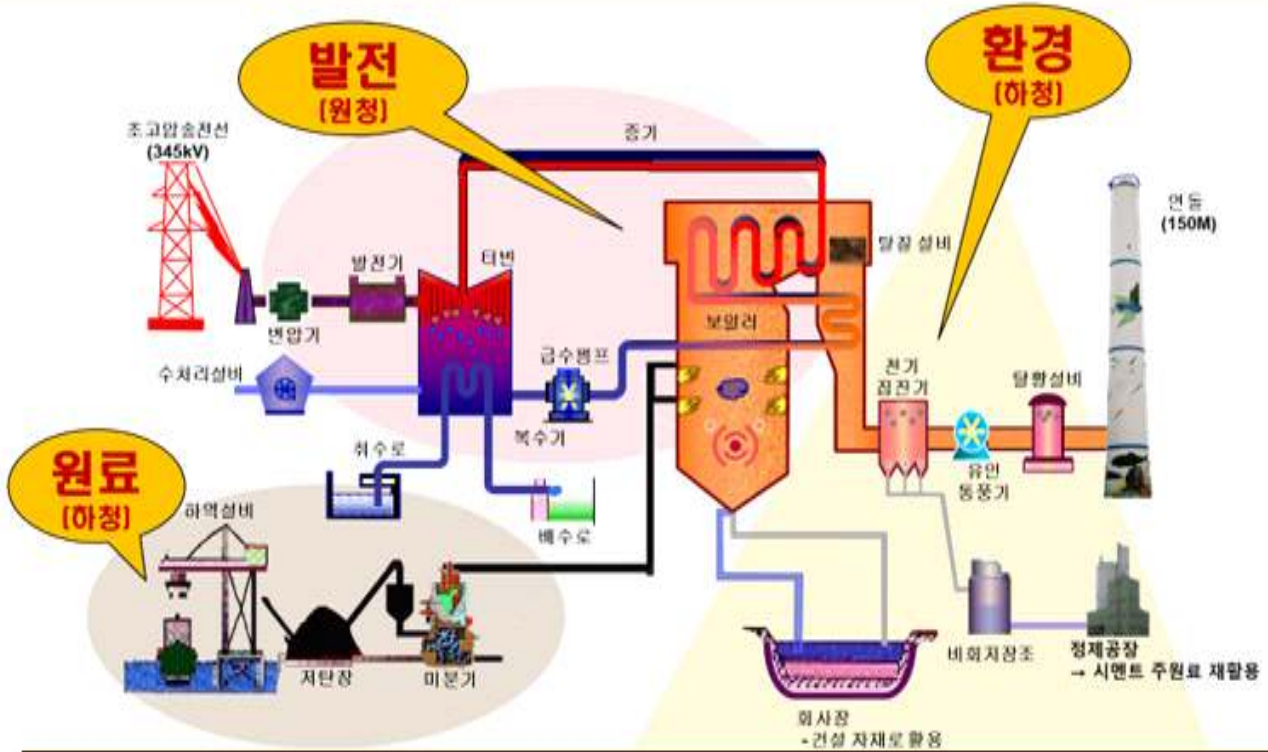 발전
(원청)
환경
(하청)
초고압송전선
(345kV)
증기
연돌
(150M)
탈질 설비
발전기
터빈
보일러
변압기
급수펌프
수처리설비
전기
집진기
탈황설비
복수기
유인
통풍기
취수로
원료
(하청)
하역설비
배수로
저탄장
미분기
비회저장조
정제공장
→ 시멘트 주원료 재활용
회사장
- 건설 자재로 활용